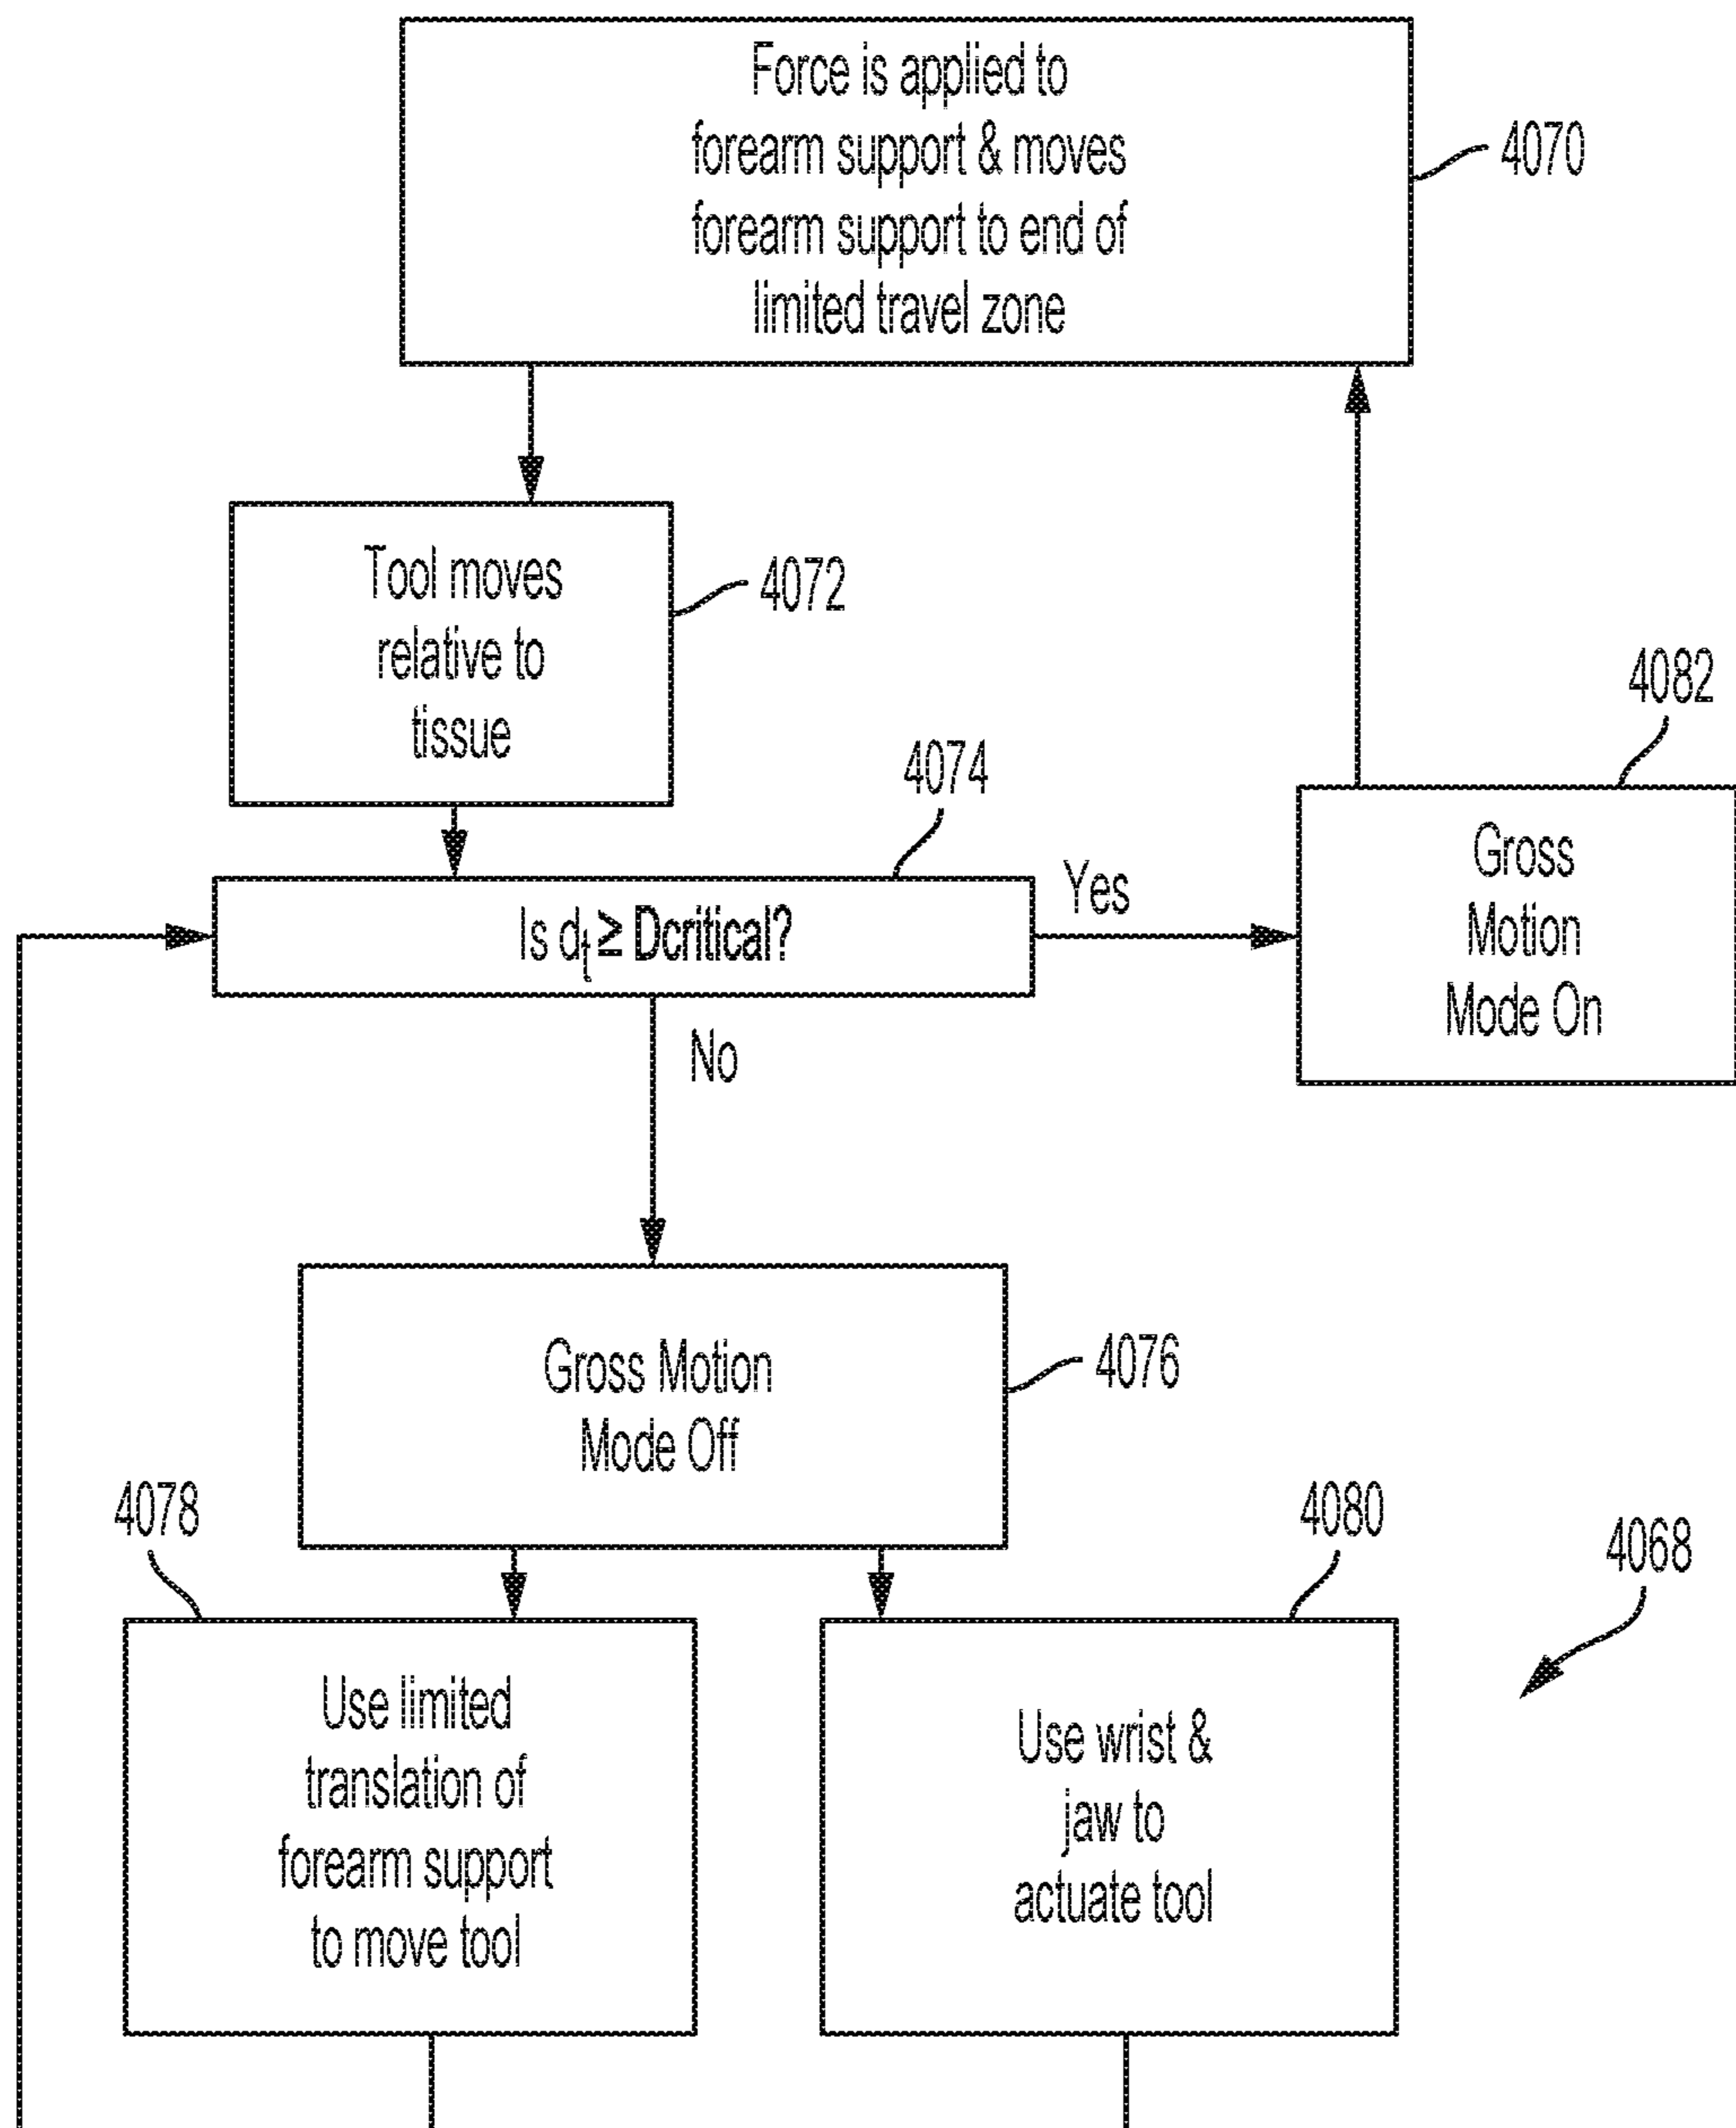 Force is applied to
forearm support & moves
forearm support to end of
limited travel zone
4070
Tool moves
relative to
tissue
4072
4082
4074
Is dt ≥ Dcritical?
Yes
Gross
Motion
Mode On
No
Gross Motion
Mode Off
4076
4078
4080
4068
Use limited
translation of
forearm support
to move tool
Use wrist &
jaw to
actuate tool